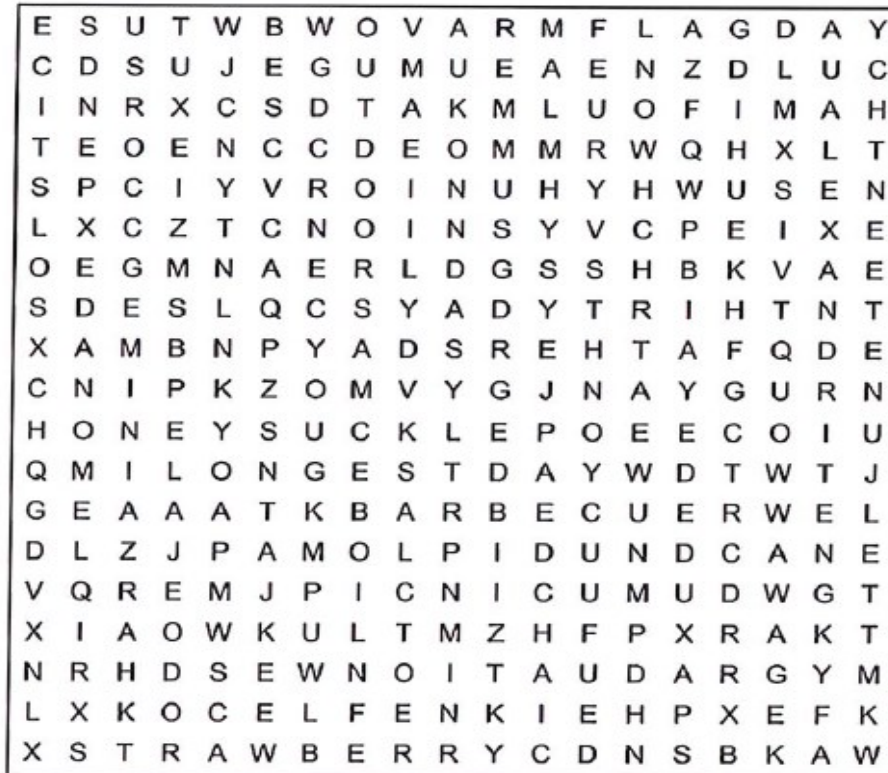 E S U T W B W O V A R M F L A G D A Y
C D S U J E G U M U E A E N Z D L U C
I N R X C S D T A K M L U O F I M A H
T E O E N C C D E O M M R W Q H X L T
S P C I Y V R O I N U H Y H W U S E N
L X C Z T C N O I N S Y V C P E I X E
O E G M N A E R L D G S S H B K V A E
S D E S L Q C S Y A D Y T R I H T N T
X A M B N P Y A D S R E H T A F Q D E
C N I P K Z O M V Y G J N A Y G U R N
H O N E Y S U C K L E P O E E C O I U
Q M I L O N G E S T D A Y W D T W T J
G E A A A T K B A R B E C U E R W E L
D L Z J P A M O L P I D U N D C A N E
V Q R E M J P I C N I C U M U D W G T
X I A O W K U L T M Z H F P X R A K T
N R H D S E W N O I T A U D A R G Y M
L X K O C E L F E N K I E H P X E F K
X S T R A W B E R R Y C D N S B K A W